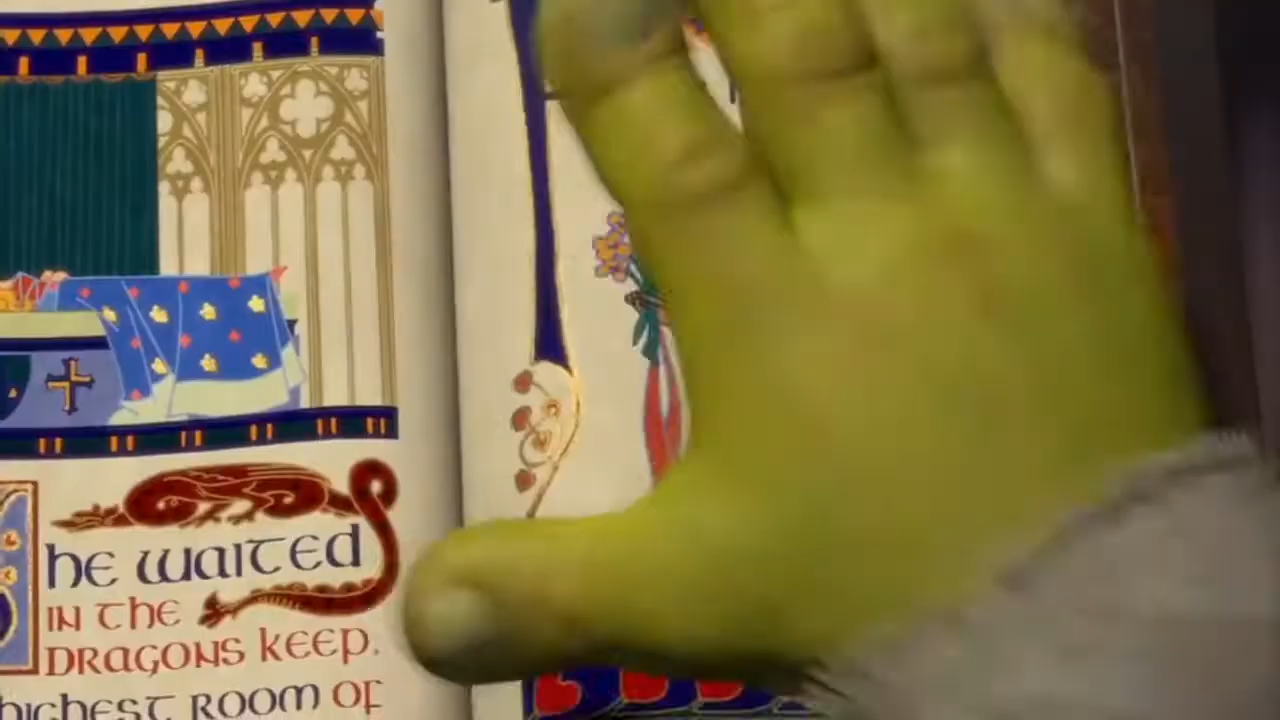 he waited
in the
dragons keep.
highest room of